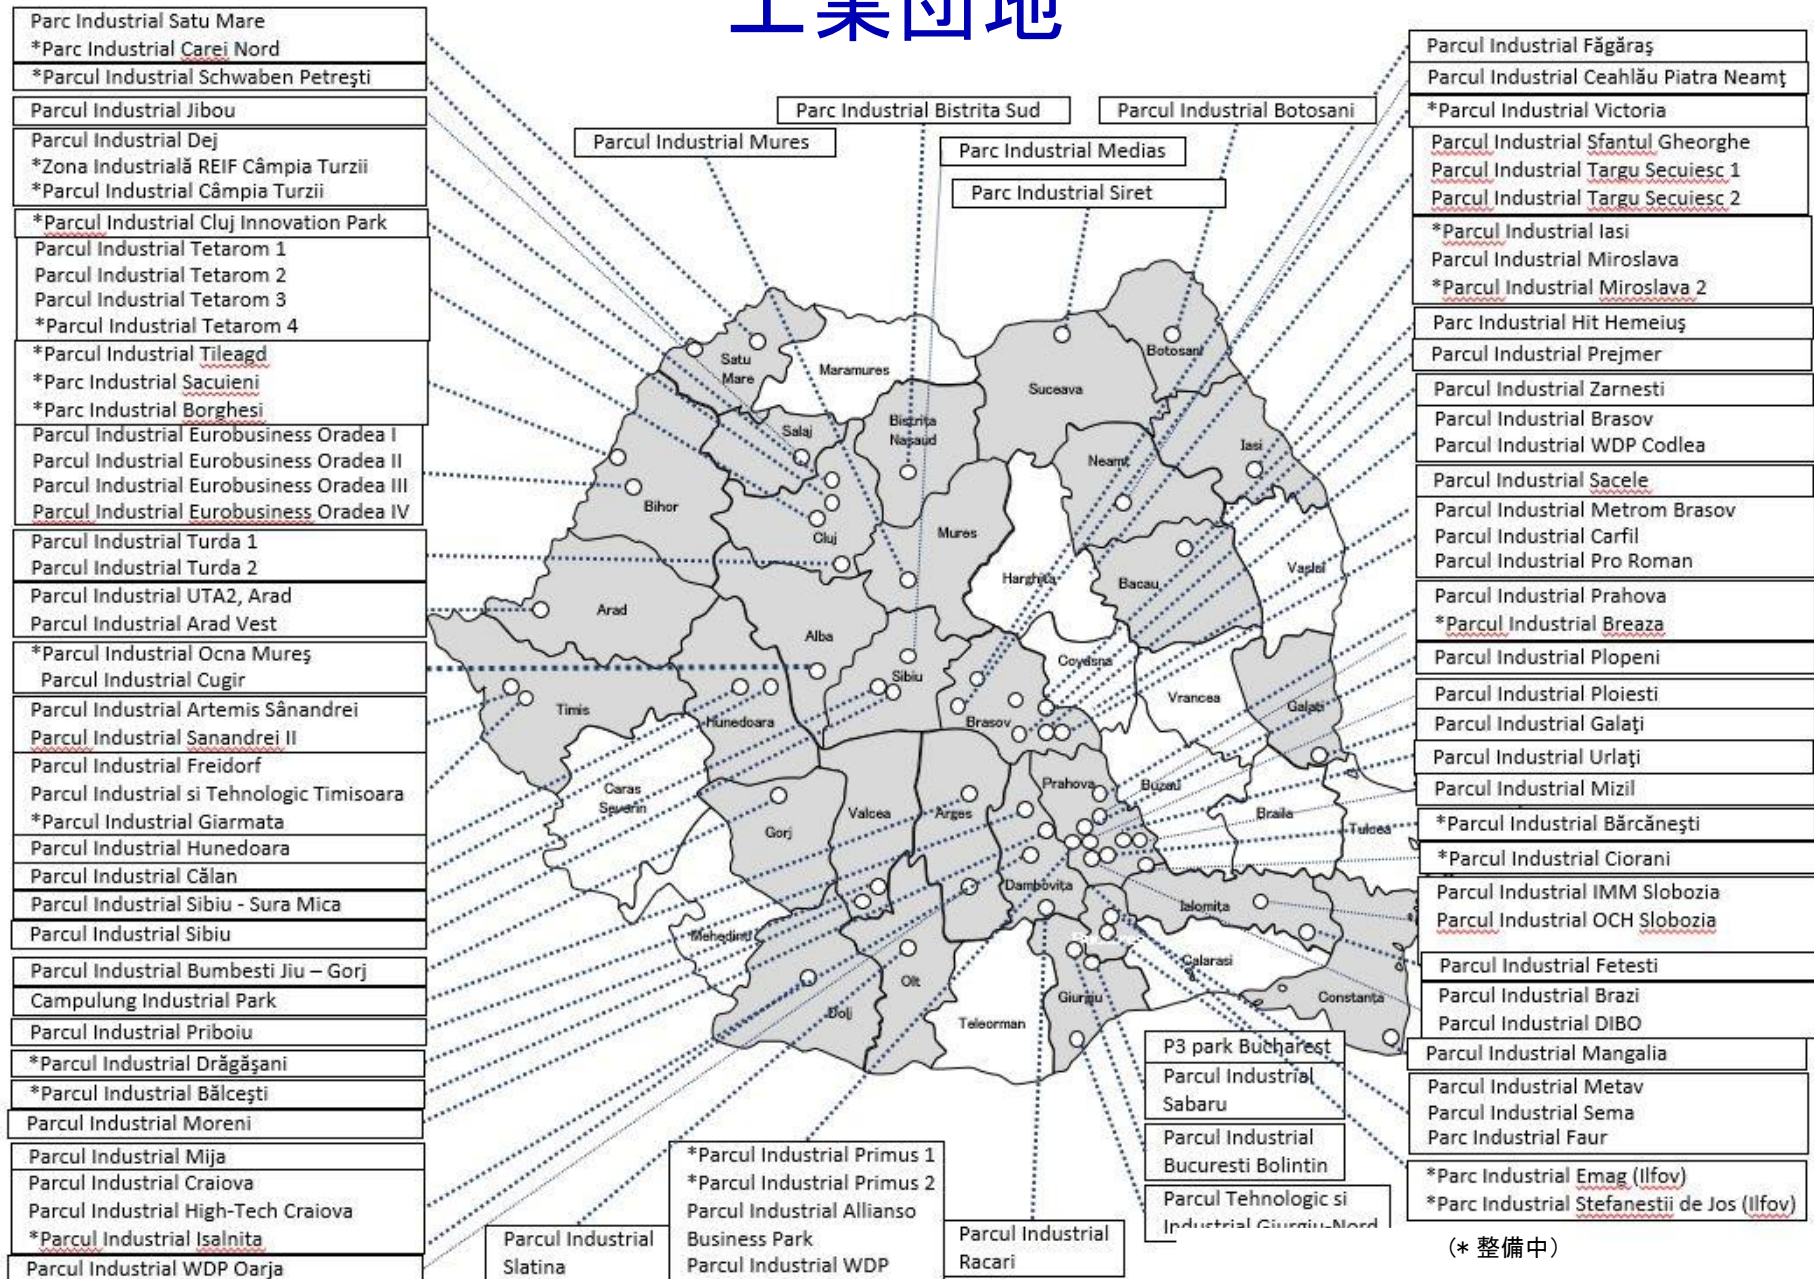 工業団地
Parc Industrial Satu Mare
*Parc Industrial Carei Nord
*Parcul Industrial Schwaben Petreşti
Parcul Industrial Jibou
Parcul Industrial Dej
*Zona Industrială REIF Câmpia Turzii
*Parcul Industrial Câmpia Turzii
*Parcul Industrial Cluj Innovation Park
Parcul Industrial Tetarom 1
Parcul Industrial Tetarom 2
Parcul Industrial Tetarom 3
*Parcul Industrial Tetarom 4
*Parcul Industrial Tileagd
*Parc Industrial Sacuieni
*Parc Industrial Borghesi
Parcul Industrial Eurobusiness Oradea I
Parcul Industrial Eurobusiness Oradea II
Parcul Industrial Eurobusiness Oradea III
Parcul Industrial Eurobusiness Oradea IV
Parcul Industrial Turda 1
Parcul Industrial Turda 2
Parcul Industrial UTA2, Arad
Parcul Industrial Arad Vest
*Parcul Industrial Ocna Mureş
Parcul Industrial Cugir
Parcul Industrial Artemis Sânandrei
Parcul Industrial Sanandrei II
Parcul Industrial Freidorf
Parcul Industrial si Tehnologic Timisoara
*Parcul Industrial Giarmata
Parcul Industrial Hunedoara
Parcul Industrial Călan
Parcul Industrial Sibiu - Sura Mica
Parcul Industrial Sibiu
Parcul Industrial Bumbesti Jiu – Gorj
Campulung Industrial Park
Parcul Industrial Priboiu
*Parcul Industrial Drăgăşani
*Parcul Industrial Bălceşti
Parcul Industrial Moreni
Parcul Industrial Mija
Parcul Industrial Craiova
Parcul Industrial High-Tech Craiova
*Parcul Industrial Isalnita
Parcul Industrial WDP Oarja
Parcul Industrial Mures
Parc Industrial Bistrita Sud
Parc Industrial Medias
Parc Industrial Siret
Parcul Industrial Botosani
Satu
Mare
Maramures
Suceava
Botosani
Salaj
Bistrita
Nasaud
Neamt
Iasi
Bihor
Cluj
Mures
Harghita
Bacau
Vaslui
Arad
Alba
Sibiu
Covasna
Vrancea
Galati
Timis
Hunedoara
Brasov
Caras
Severin
Gorj
Valcea
Arges
Prahova
Buzau
Braila
Tulcea
Dambovita
Ialomita
Mehedinti
Calarasi
Olt
Dolj
Teleorman
Giurgiu
Constanta
Parcul Industrial
Slatina
*Parcul Industrial Primus 1
*Parcul Industrial Primus 2
Parcul Industrial Allianso
Business Park
Parcul Industrial WDP
Parcul Industrial
Racari
P3 park Bucharest
Parcul Industrial
Sabaru
Parcul Industrial
Bucuresti Bolintin
Parcul Tehnologic si
Industrial Giurgiu-Nord
Parcul Industrial Făgăraş
Parcul Industrial Ceahlău Piatra Neamţ
*Parcul Industrial Victoria
Parcul Industrial Sfantul Gheorghe
Parcul Industrial Targu Secuiesc 1
Parcul Industrial Targu Secuiesc 2
*Parcul Industrial Iasi
Parcul Industrial Miroslava
*Parcul Industrial Miroslava 2
Parc Industrial Hit Hemeiuş
Parcul Industrial Prejmer
Parcul Industrial Zarnesti
Parcul Industrial Brasov
Parcul Industrial WDP Codlea
Parcul Industrial Sacele
Parcul Industrial Metrom Brasov
Parcul Industrial Carfil
Parcul Industrial Pro Roman
Parcul Industrial Prahova
*Parcul Industrial Breaza
Parcul Industrial Plopeni
Parcul Industrial Ploiesti
Parcul Industrial Galaţi
Parcul Industrial Urlaţi
Parcul Industrial Mizil
*Parcul Industrial Bărcăneşti
*Parcul Industrial Ciorani
Parcul Industrial IMM Slobozia
Parcul Industrial OCH Slobozia
Parcul Industrial Fetesti
Parcul Industrial Brazi
Parcul Industrial DIBO
Parcul Industrial Mangalia
Parcul Industrial Metav
Parcul Industrial Sema
Parc Industrial Faur
*Parc Industrial Emag (Ilfov)
*Parc Industrial Stefanestii de Jos (Ilfov)
(* 整備中)